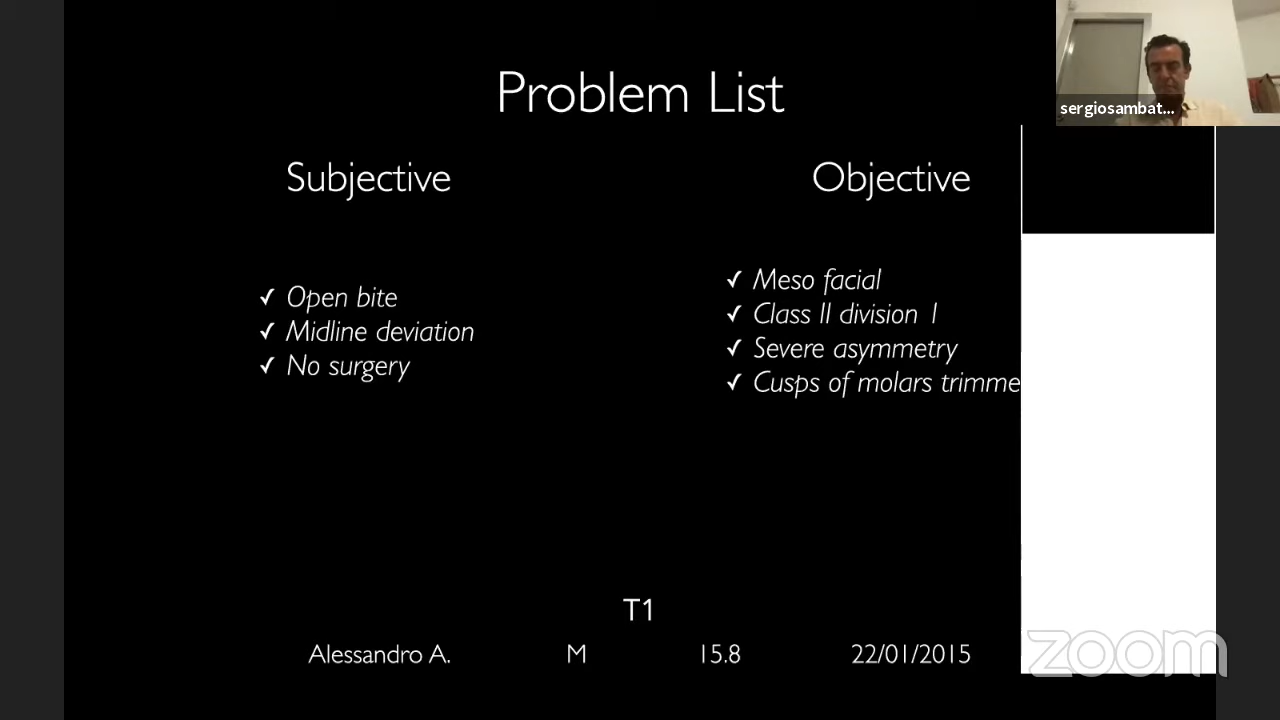 Problem List
sergiosambat...
Subjective
Objective
✓ Open bite
✓ Midline deviation
✓ No surgery
✓ Meso facial
✓ Class II division 1
✓ Severe asymmetry
✓ Cusps of molars trimme
T1
Alessandro A. M 15.8 22/01/2015
zoom